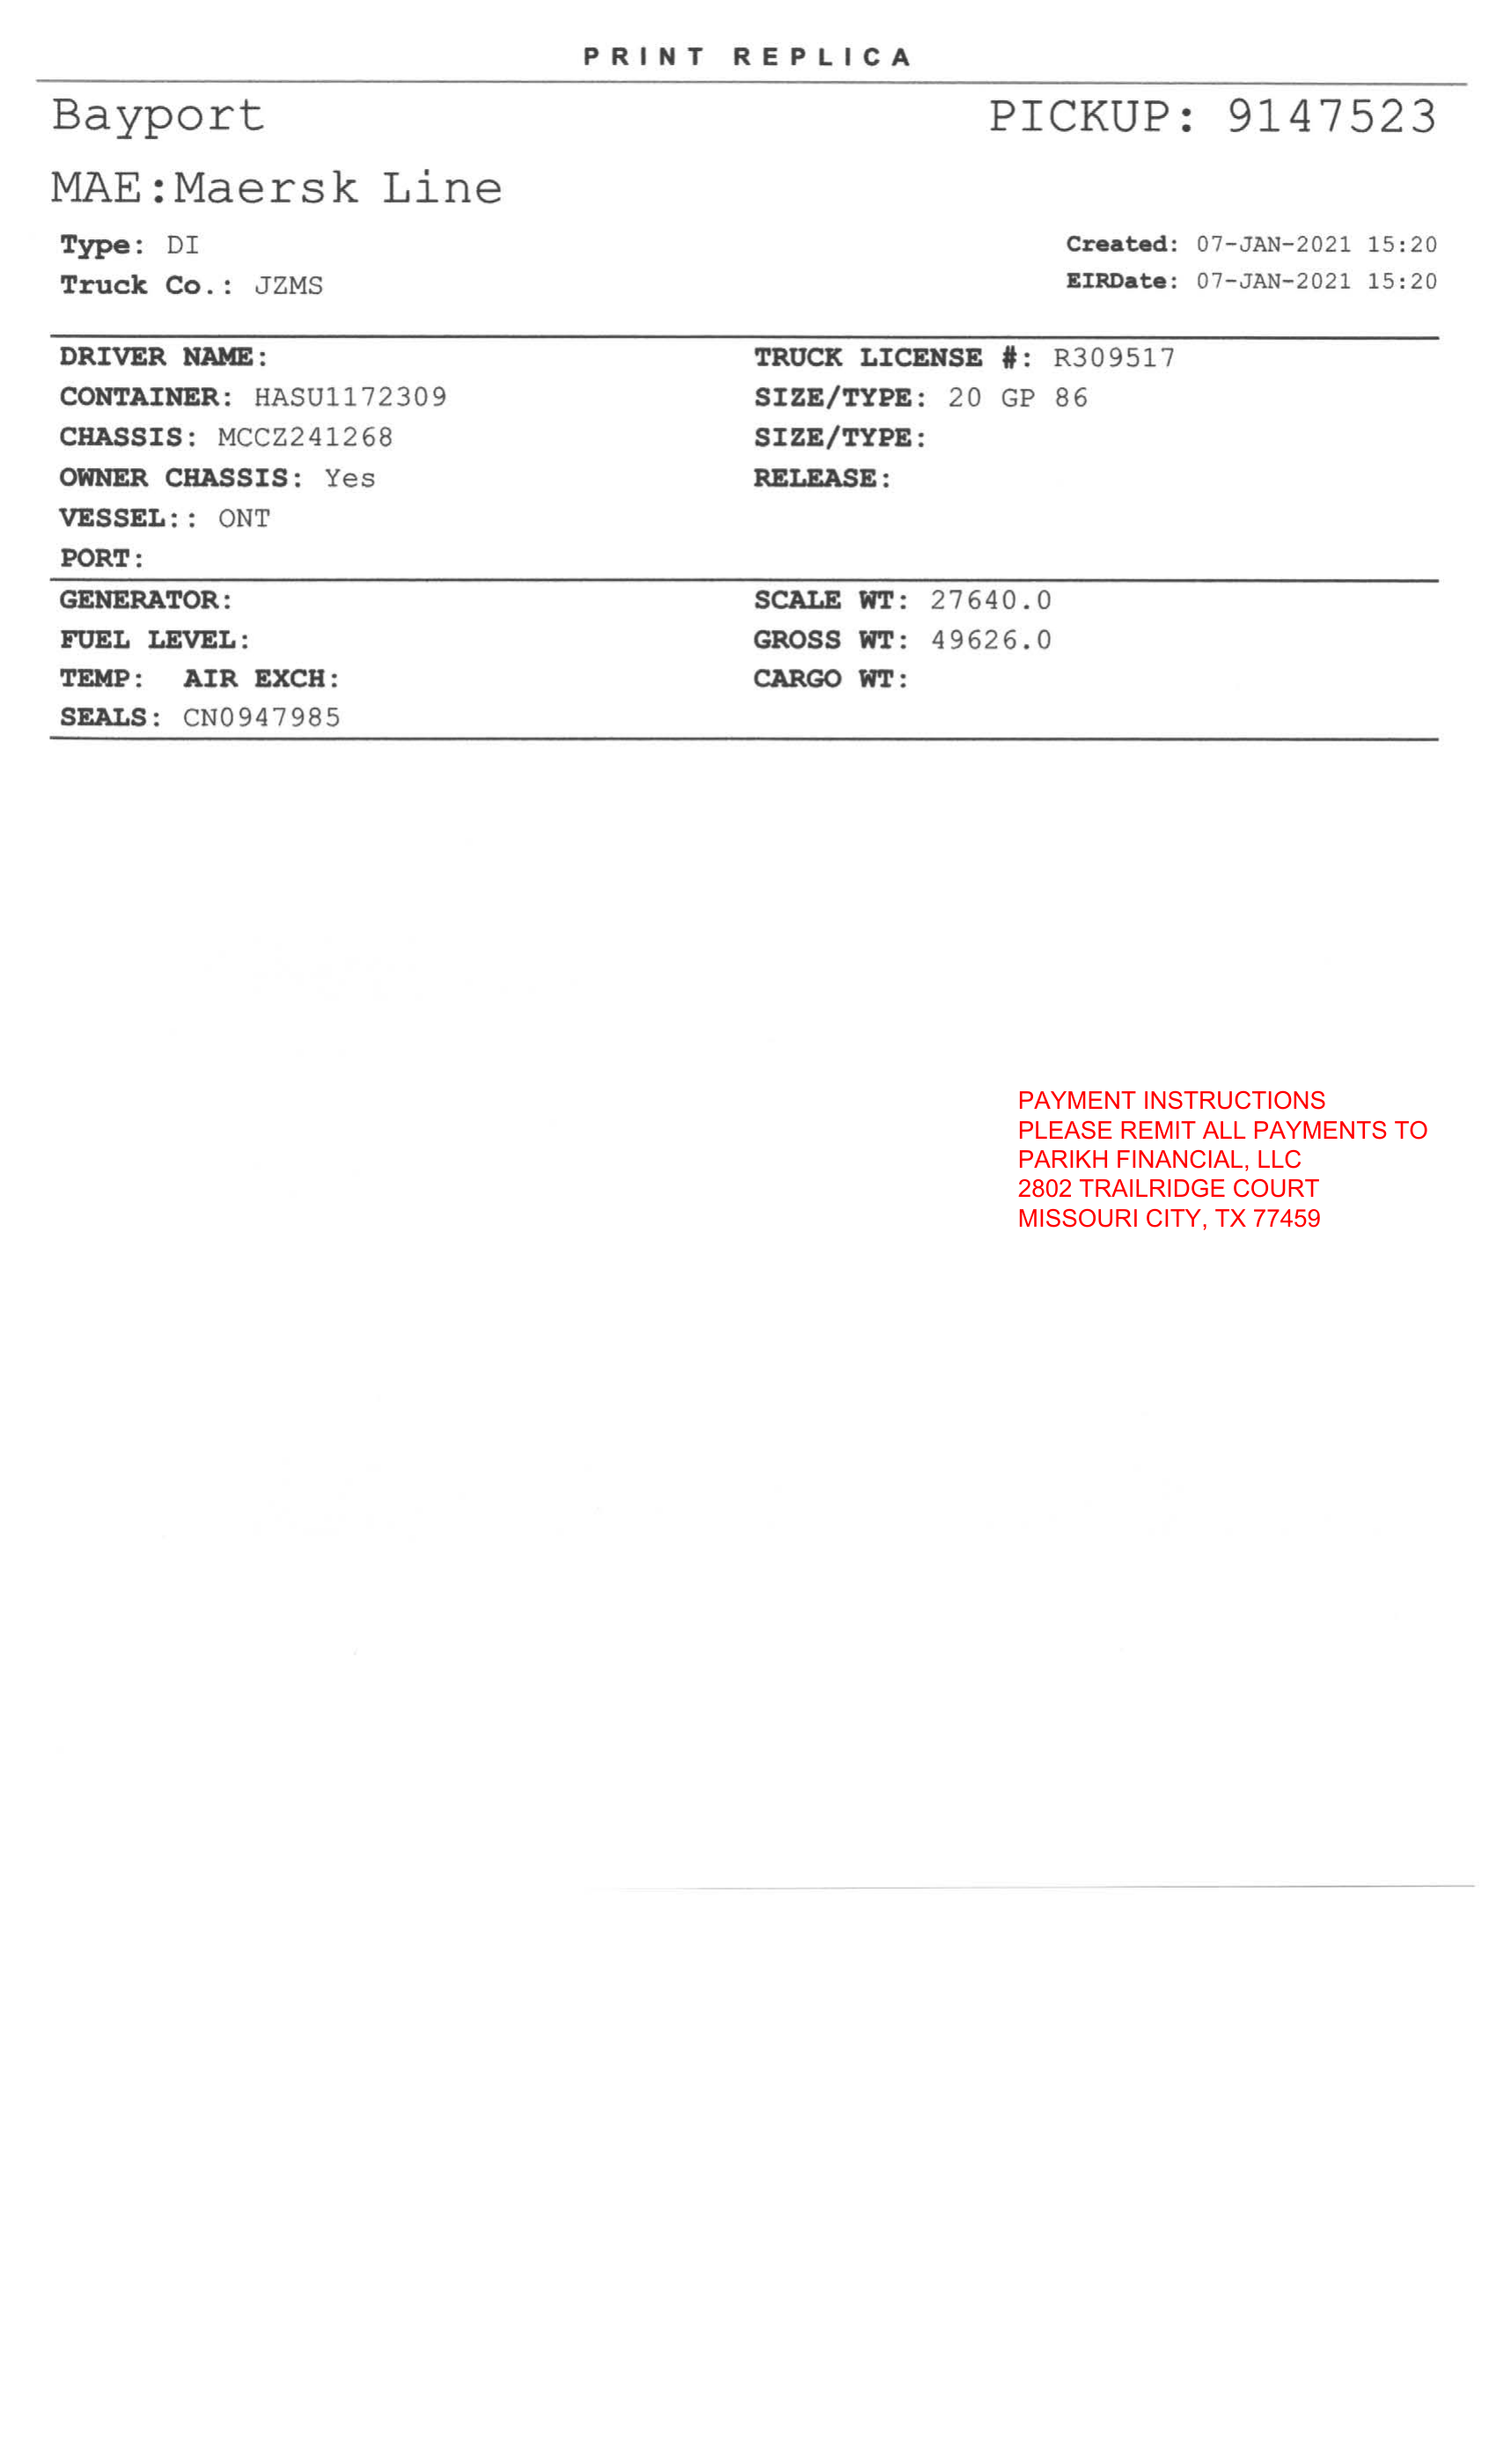 PRINT REPLICA
Bayport PICKUP: 9147523
MAE:Maersk Line
Type: DI Created: 07-JAN-2021 15:20
Truck Co.: JZMS EIRDate: 07-JAN-2021 15:20
DRIVER NAME: TRUCK LICENSE #: R309517
CONTAINER: HASU1172309 SIZE/TYPE: 20 GP 86
CHASSIS: MCCZ241268 SIZE/TYPE:
OWNER CHASSIS: Yes RELEASE:
VESSEL:: ONT
PORT:
GENERATOR: SCALE WT: 27640.0
FUEL LEVEL: GROSS WT: 49626.0
TEMP: AIR EXCH: CARGO WT:
SEALS: CN0947985
PAYMENT INSTRUCTIONS
PLEASE REMIT ALL PAYMENTS TO
PARIKH FINANCIAL, LLC
2802 TRAILRIDGE COURT
MISSOURI CITY, TX 77459